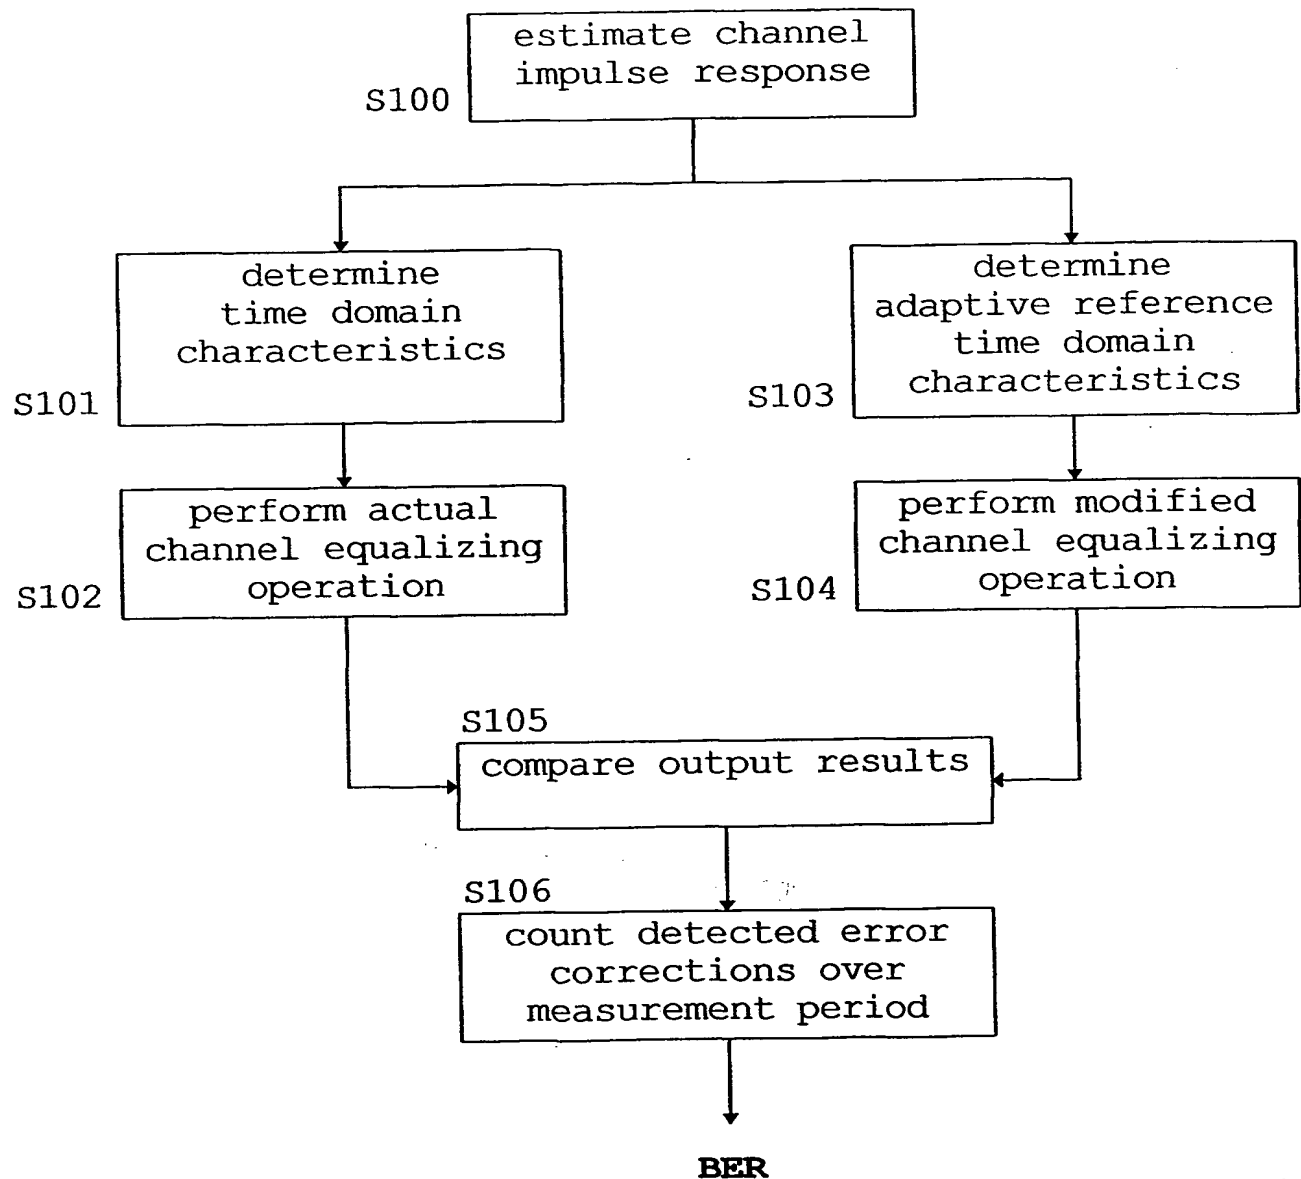 estimate channel
impulse response
S100
determine
time domain
characteristics
S101
determine
adaptive reference
time domain
characteristics
S103
perform actual
channel equalizing
operation
S102
perform modified
channel equalizing
operation
S104
S105
compare output results
S106
count detected error
corrections over
measurement period
BER